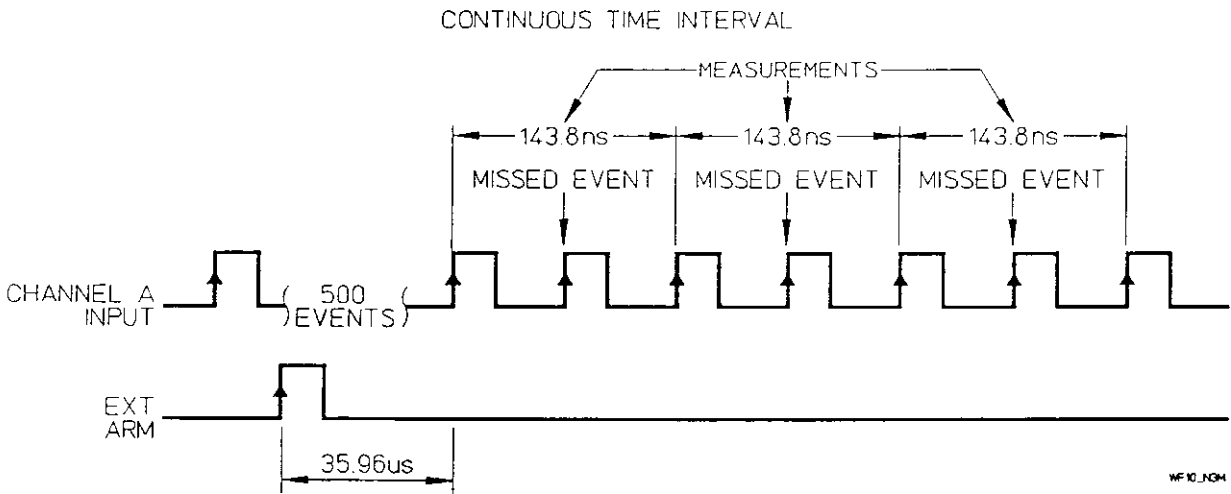 CONTINUOUS TIME INTERVAL
MEASUREMENTS
143.8ns 143.8ns 143.8ns
MISSED EVENT MISSED EVENT MISSED EVENT
CHANNEL A
INPUT
500
EVENTS
EXT
ARM
35.96us
WF10_N3M